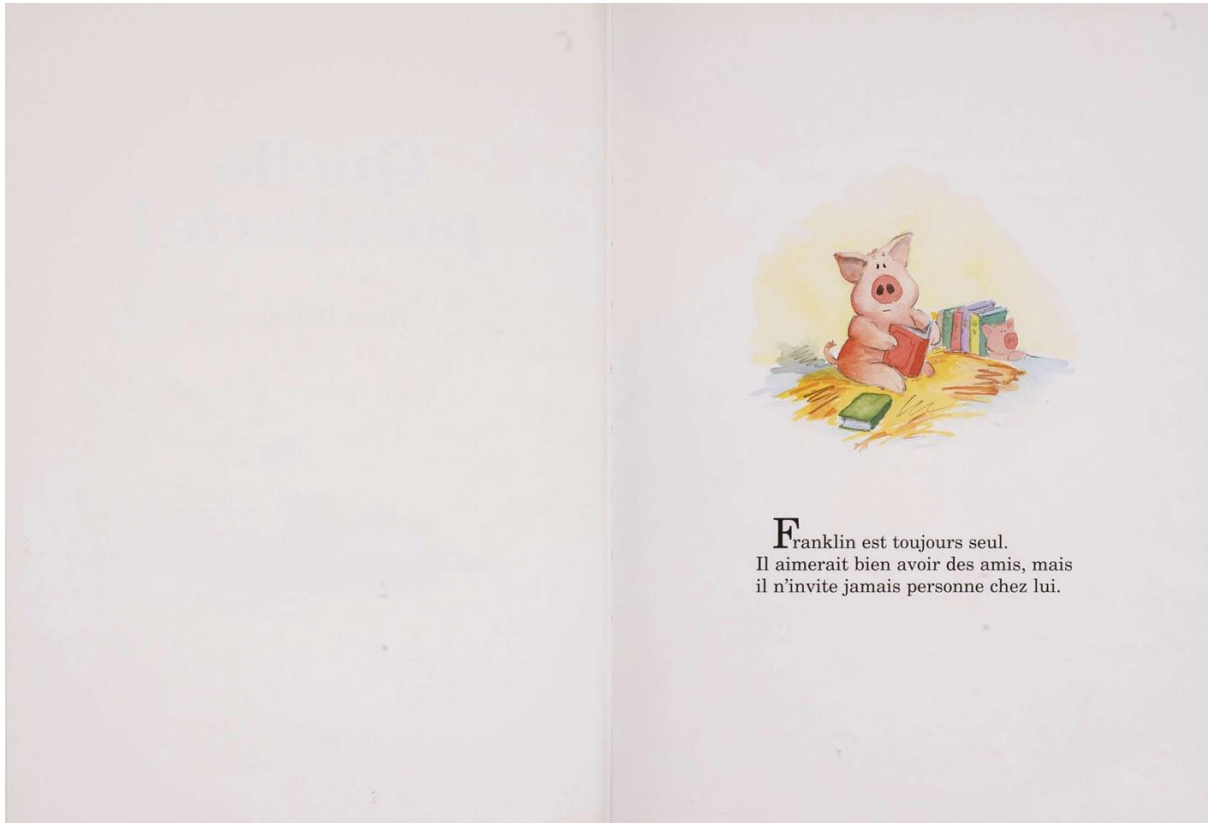 Franklin est toujours seul.
Il aimerait bien avoir des amis, mais
il n'invite jamais personne chez lui.